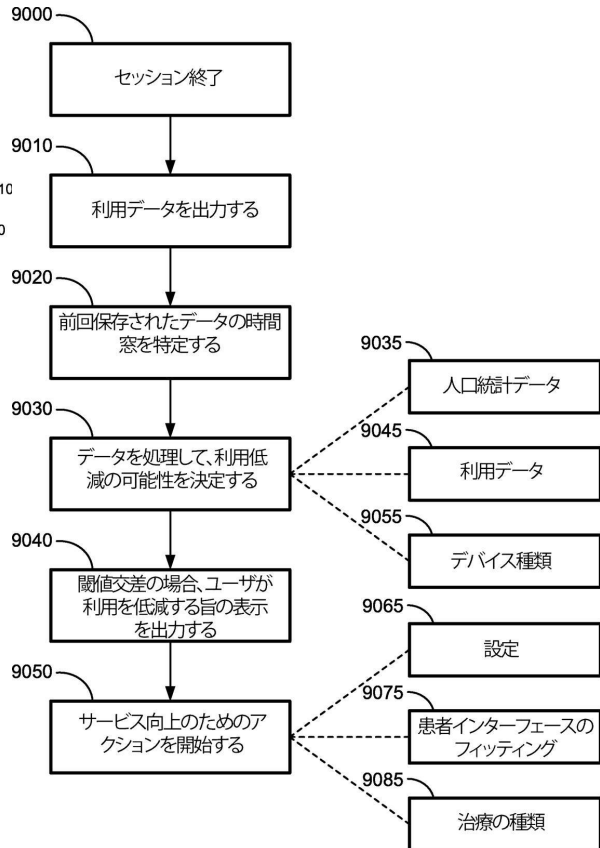 9000
セッション終了
9010
利用データを出力する
10
0
9020
前回保存されたデータの時間
窓を特定する
9030
データを処理して、利用低
減の可能性を決定する
9035
人口統計データ
9045
利用データ
9055
デバイス種類
9040
閾値交差の場合、ユーザが
利用を低減する旨の表示
を出力する
9050
サービス向上のためのア
クションを開始する
9065
設定
9075
患者インターフェースの
フィッティング
9085
治療の種類